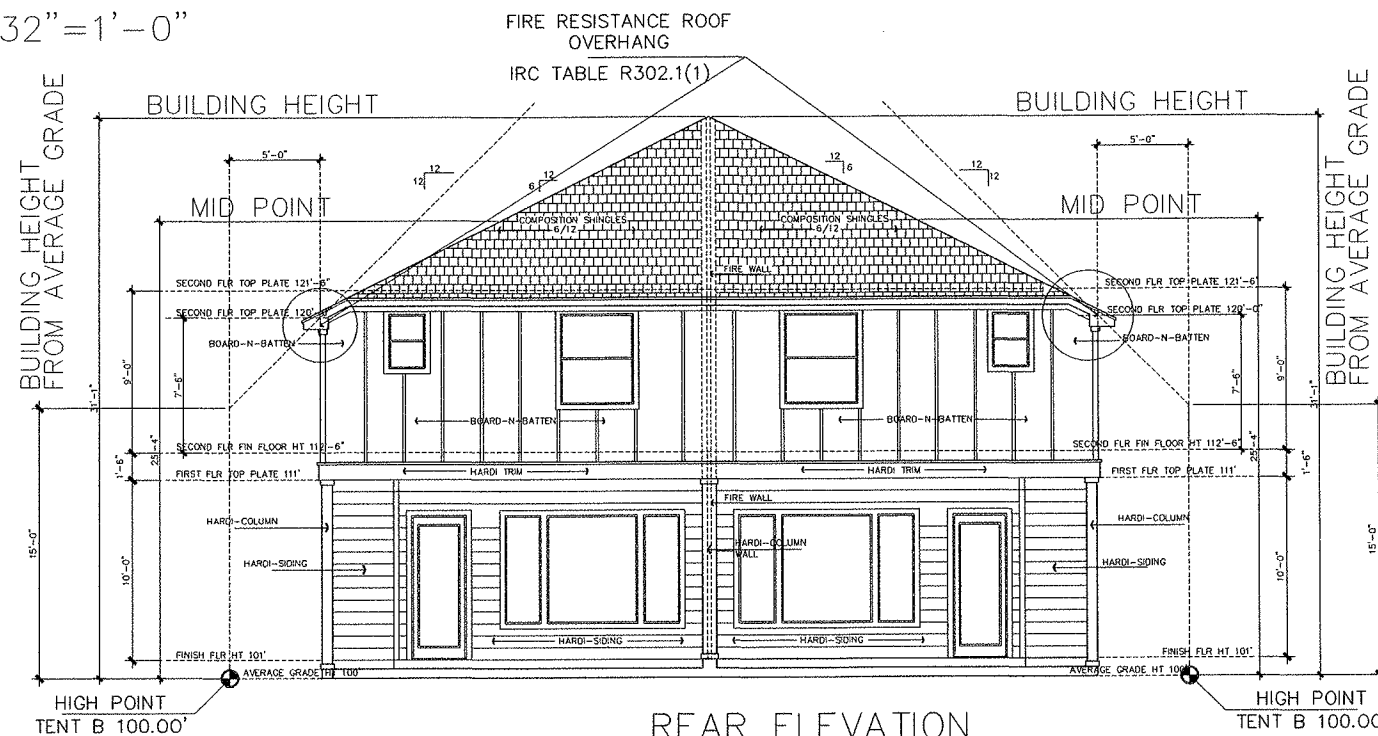 32"=1'-0"
FIRE RESISTANCE ROOF
OVERHANG
IRC TABLE R302.1(1)
BUILDING HEIGHT
BUILDING HEIGHT
BUILDING HEIGHT
FROM AVERAGE GRADE
BUILDING HEIGHT
FROM AVERAGE GRADE
5'-0"
5'-0"
12
12
12
6
12
6
12
12
MID POINT
MID POINT
COMPOSITION SHINGLES
6/12
COMPOSITION SHINGLES
6/12
FIRE WALL
SECOND FLR TOP PLATE 121'-6"
SECOND FLR TOP PLATE 121'-6"
SECOND FLR TOP PLATE 120'-0"
SECOND FLR TOP PLATE 120'-0"
BOARD-N-BATTEN
BOARD-N-BATTEN
31'-1"
9'-0"
7'-6"
7'-6"
9'-0"
31'-1"
BOARD-N-BATTEN
BOARD-N-BATTEN
SECOND FLR FIN FLOOR HT 112'-6"
SECOND FLR FIN FLOOR HT 112'-6"
25'-4"
25'-4"
1'-6"
1'-6"
FIRST FLR TOP PLATE 111'
HARDI TRIM
HARDI TRIM
FIRST FLR TOP PLATE 111'
FIRE WALL
HARDI-COLUMN
HARDI-COLUMN
15'-0"
15'-0"
HARDI-COLUMN
WALL
HARDI-SIDING
HARDI-SIDING
10'-0"
10'-0"
HARDI-SIDING
HARDI-SIDING
FINISH FLR HT 101'
FINISH FLR HT 101'
AVERAGE GRADE HT 100'
AVERAGE GRADE HT 100'
HIGH POINT
TENT B 100.00'
REAR ELEVATION
HIGH POINT
TENT B 100.00